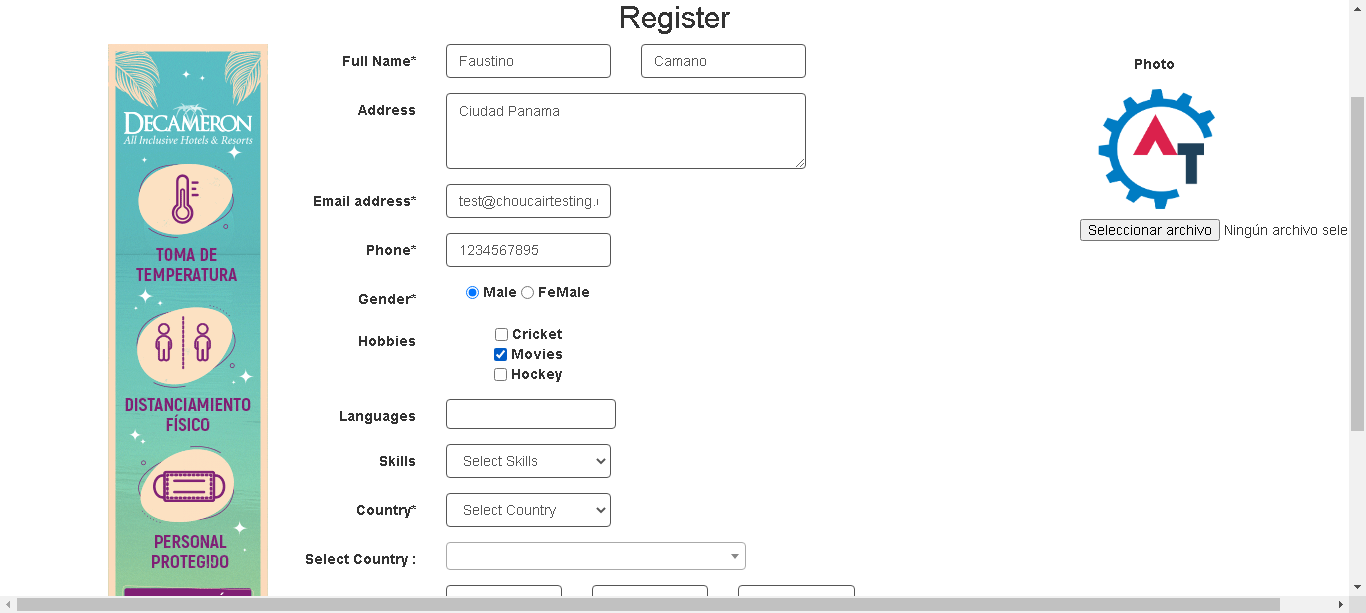 Register
DECAMERON
All Inclusive Hotels & Resorts
TOMA DE
TEMPERATURA
DISTANCIAMIENTO
FÍSICO
PERSONAL
PROTEGIDO
Full Name* Faustino Camano
Address Ciudad Panama
Email address* test@choucairtesting.
Phone* 1234567895
Gender* Male FeMale
Hobbies Cricket
Movies
Hockey
Languages
Skills Select Skills
Country* Select Country
Select Country :
Photo
AT
Seleccionar archivo Ningún archivo sele